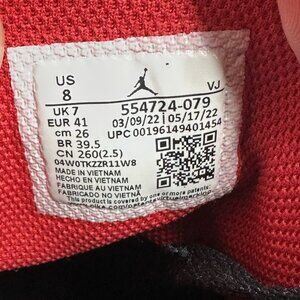 US
8
VJ
UK 7
554724-079
EUR 41
03/09/22 | 05/17/22
cm 26
UPC 00196149401454
BR 39.5
CN 260(2.5)
04W0TKZZR11W8
MADE IN VIETNAM
HECHO EN VIETNAM
FABRIQUE AU VIETNAM
FABRICADO NO VIETNÃ